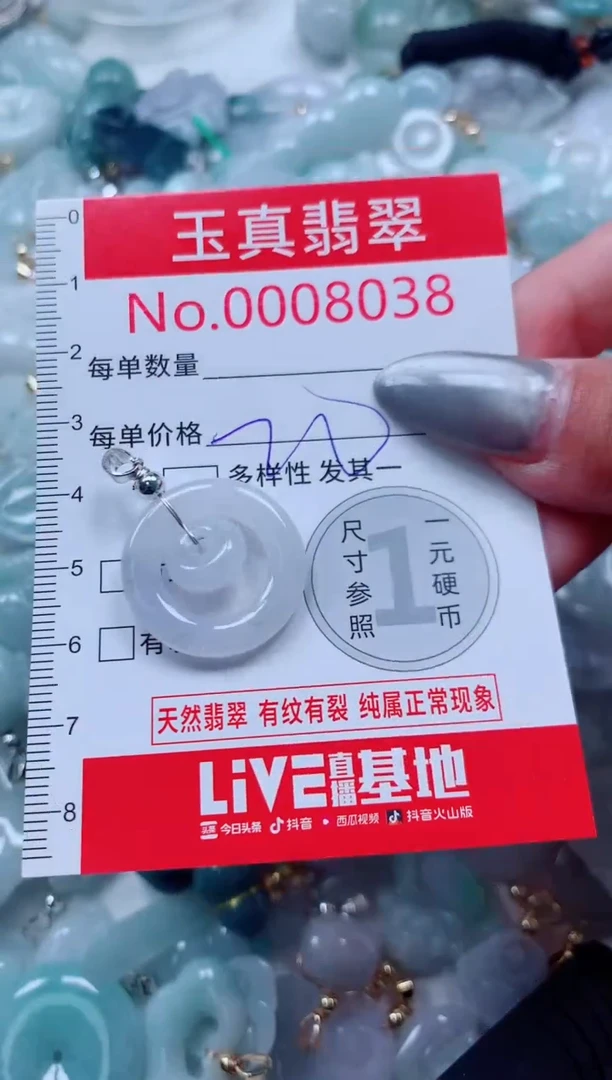 玉真翡翠
No.0008038
每单数量
每单价格
多样性 发其一
有
尺寸参照
1
一元硬币
天然翡翠 有纹有裂 纯属正常现象
LiVE直播基地
头条 今日头条 抖音 西瓜视频 抖音火山版
0
1
2
3
4
5
6
7
8